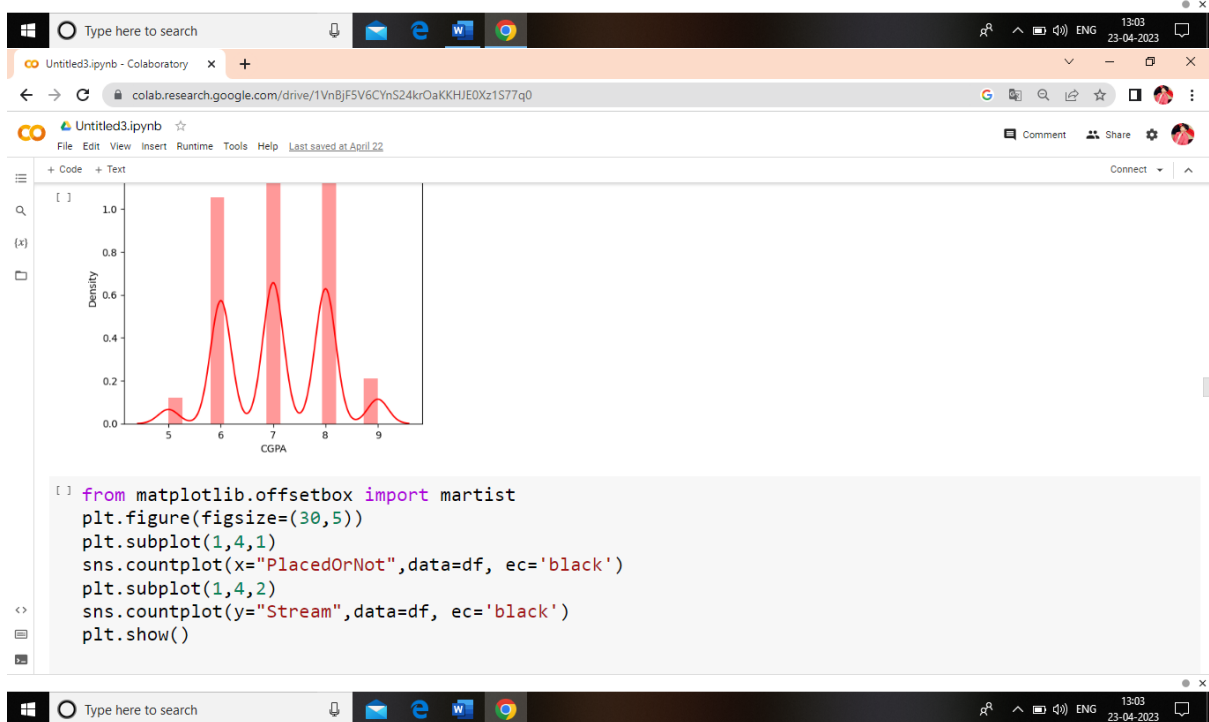 Type here to search
ENG
13:03
23-04-2023
Untitled3.ipynb - Colaboratory
colab.research.google.com/drive/1VnBjF5V6CYnS24krOaKKHJE0Xz1S77q0
Untitled3.ipynb
Comment
Share
File Edit View Insert Runtime Tools Help Last saved at April 22
+ Code + Text
Connect
[ ]
{x}
1.0
0.8
0.6
0.4
0.2
0.0
Density
5 6 7 8 9
CGPA
[ ] from matplotlib.offsetbox import martist
plt.figure(figsize=(30,5))
plt.subplot(1,4,1)
sns.countplot(x="PlacedOrNot",data=df, ec='black')
plt.subplot(1,4,2)
sns.countplot(y="Stream",data=df, ec='black')
plt.show()
Type here to search
ENG
13:03
23-04-2023